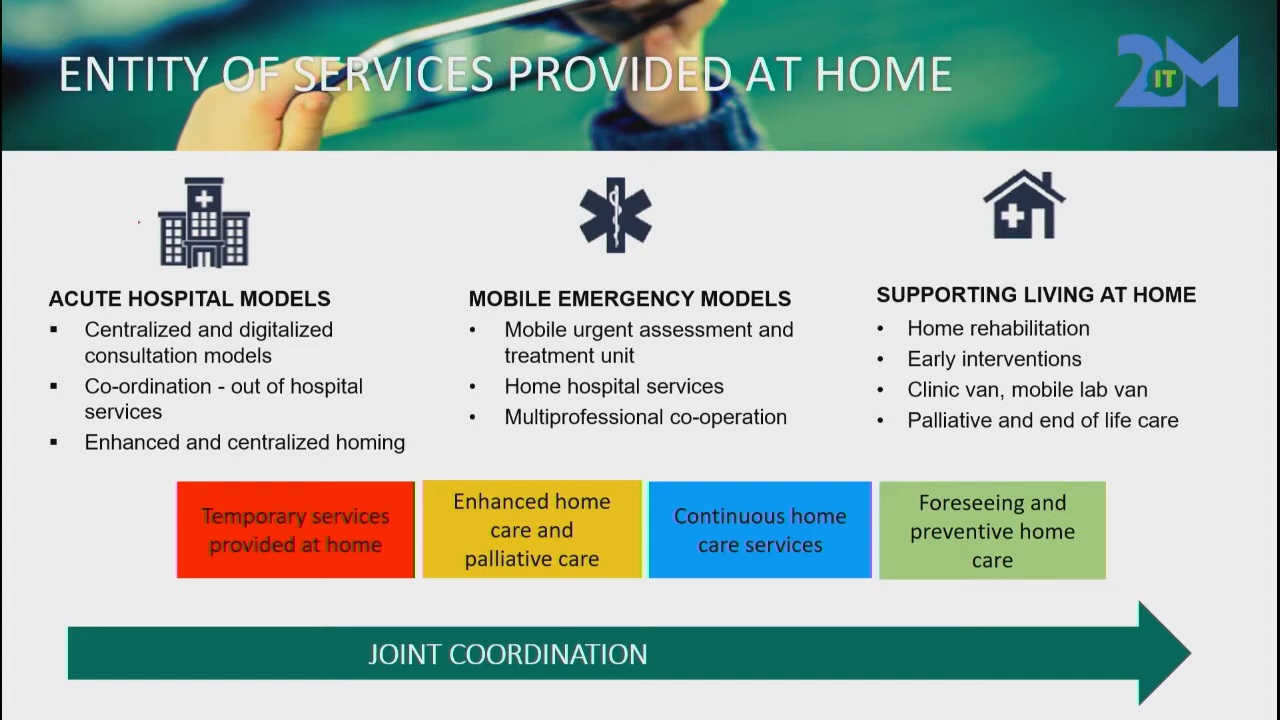 ENTITY OF SERVICES PROVIDED AT HOME
2M
IT
ACUTE HOSPITAL MODELS
Centralized and digitalized
consultation models
Co-ordination - out of hospital
services
Enhanced and centralized homing
MOBILE EMERGENCY MODELS
Mobile urgent assessment and
treatment unit
Home hospital services
Multiprofessional co-operation
SUPPORTING LIVING AT HOME
Home rehabilitation
Early interventions
Clinic van, mobile lab van
Palliative and end of life care
Temporary services
provided at home
Enhanced home
care and
palliative care
Continuous home
care services
Foreseeing and
preventive home
care
JOINT COORDINATION